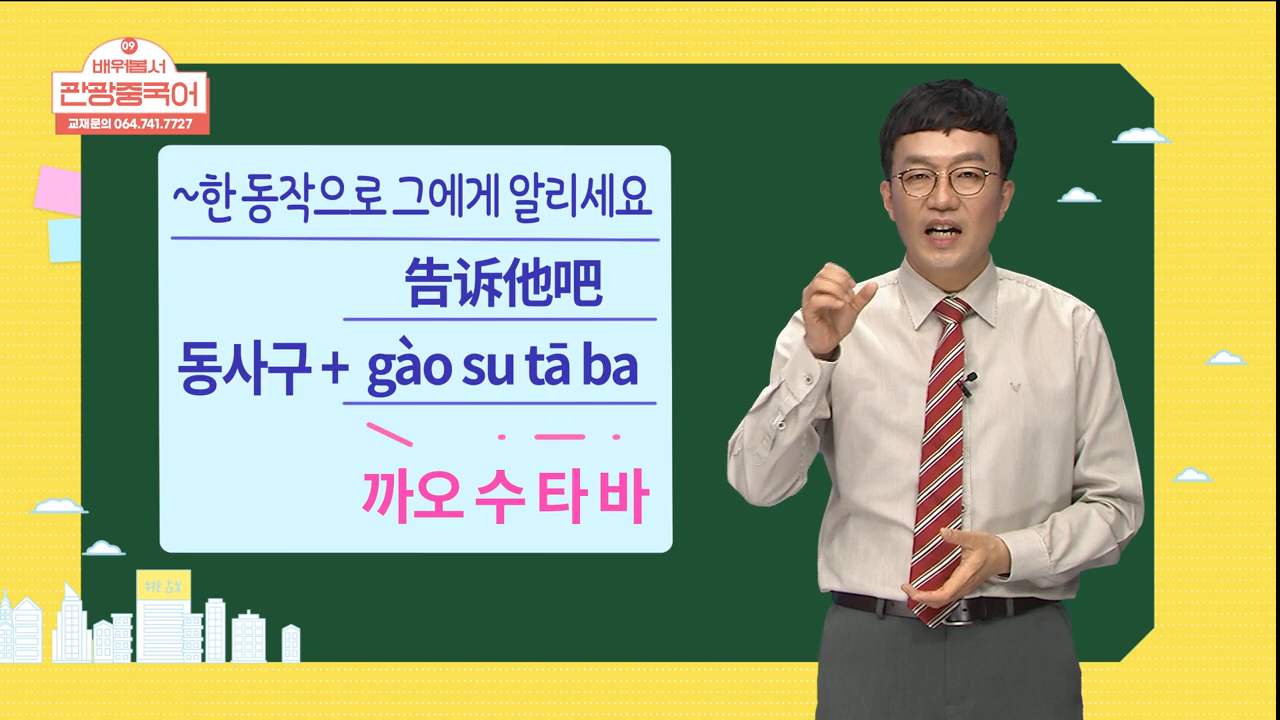 09
배워봅서
관광중국어
교재문의 064.741.7727
~한 동작으로 그에게 알리세요
告诉他吧
동사구 + gào su tā ba
까오 수 타 바